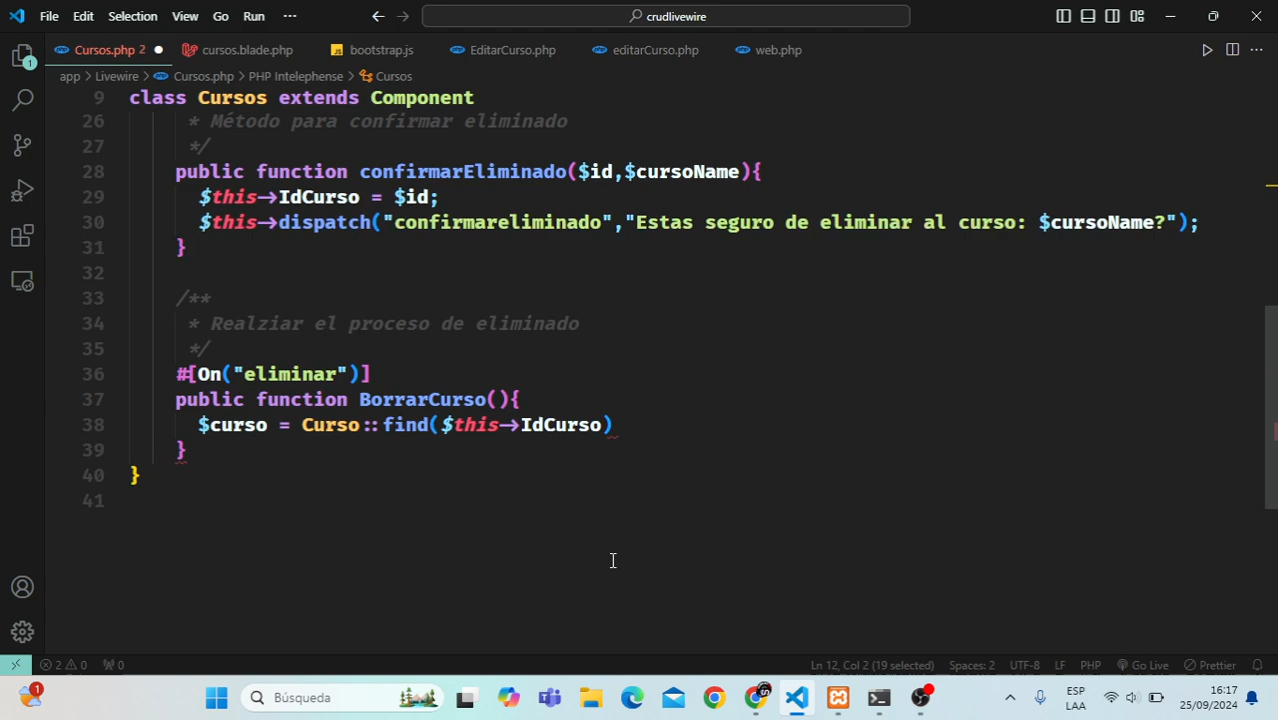 File Edit Selection View Go Run ··· crudlivewire
Cursos.php 2 cursos.blade.php bootstrap.js EditarCurso.php editarCurso.php web.php
app > Livewire > Cursos.php > PHP Intelephense > Cursos
9 class Cursos extends Component
26 * Método para confirmar eliminado
27 */
28 public function confirmarEliminado($id,$cursoName){
29 $this->IdCurso = $id;
30 $this->dispatch("confirmareliminado","Estas seguro de eliminar al curso: $cursoName?");
31 }
32
33 /**
34 * Realziar el proceso de eliminado
35 */
36 #[On("eliminar")]
37 public function BorrarCurso(){
38 $curso = Curso::find($this->IdCurso)
39 }
40 }
41
1
2 0 0 Ln 12, Col 2 (19 selected) Spaces: 2 UTF-8 LF PHP Go Live Prettier
1 Búsqueda ESP LAA 16:17 25/09/2024